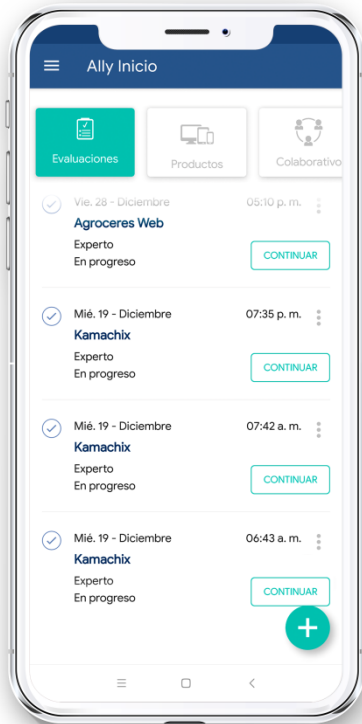 Ally Inicio
Evaluaciones
Productos
Colaborativo
Vie. 28 - Diciembre
05:10 p. m.
Agroceres Web
Experto
En progreso
CONTINUAR
Mié. 19 - Diciembre
07:35 p. m.
Kamachix
Experto
En progreso
CONTINUAR
Mié. 19 - Diciembre
07:42 a. m.
Kamachix
Experto
En progreso
CONTINUAR
Mié. 19 - Diciembre
06:43 a. m.
Kamachix
Experto
En progreso
CONTINUAR